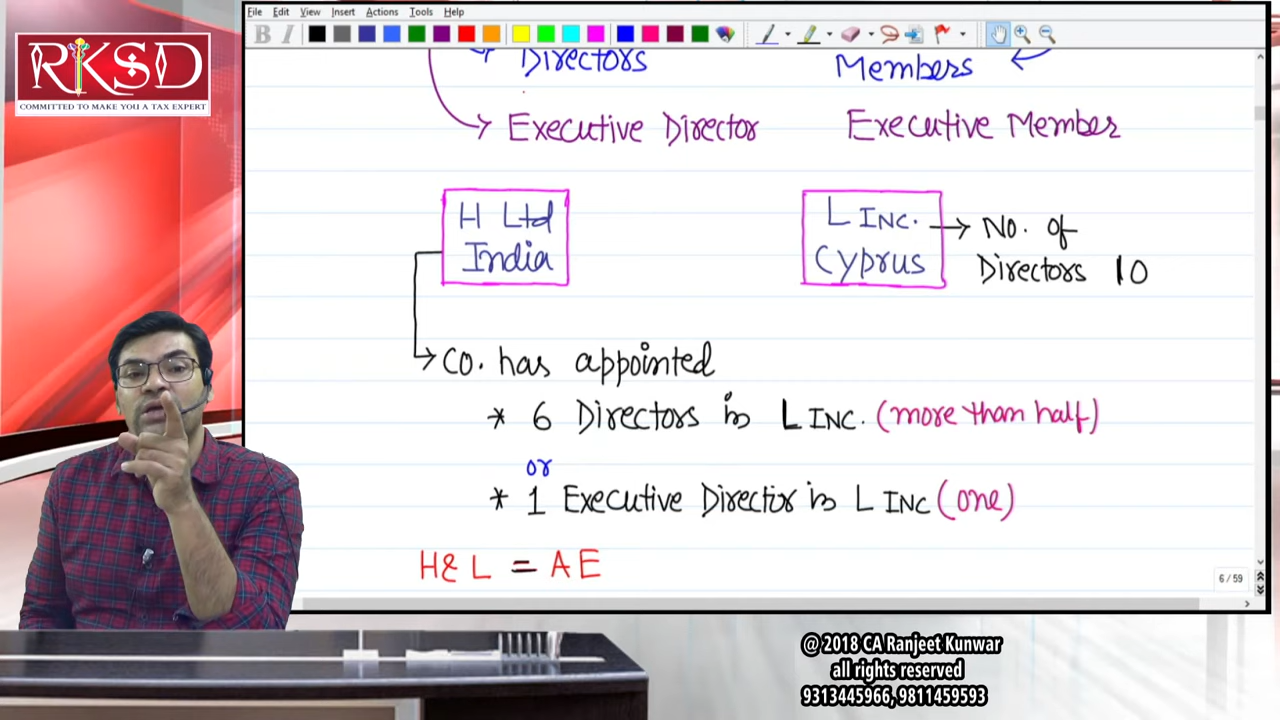 File Edit View Insert Actions Tools Help
B I
RKSD
COMMITTED TO MAKE YOU A TAX EXPERT
Directors Members
Executive Director Executive Member
H Ltd
India
L INC.
Cyprus
No. of
Directors 10
Co. has appointed
* 6 Directors in L INC. (more than half)
or
* 1 Executive Director in L INC (one)
H & L = A E
6 / 59
@ 2018 CA Ranjeet Kunwar
all rights reserved
9313445966, 9811459593